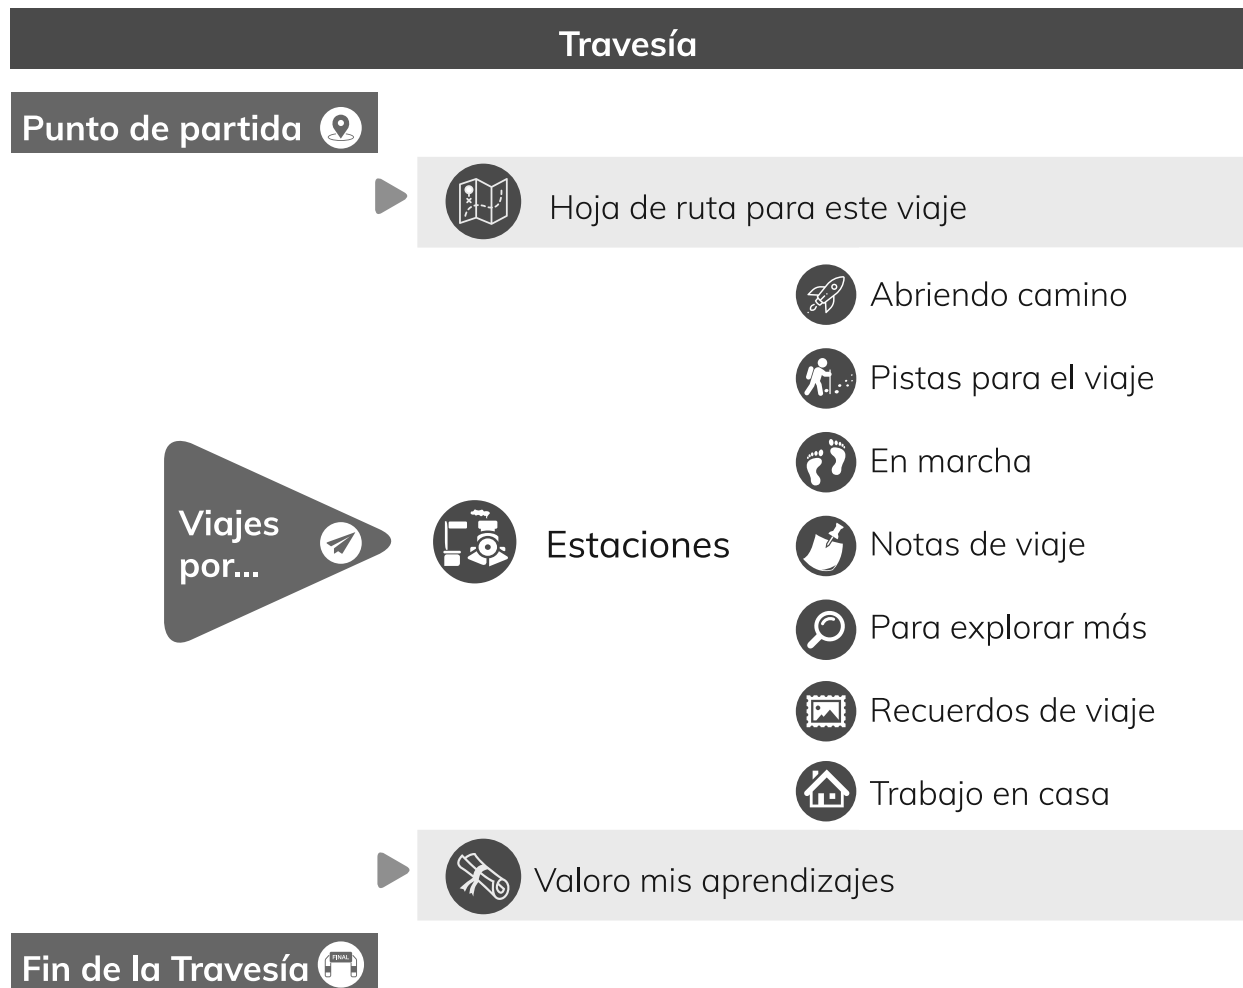 Travesía
Punto de partida
Hoja de ruta para este viaje
Abriendo camino
Pistas para el viaje
En marcha
Viajes
por...
Estaciones
Notas de viaje
Para explorar más
Recuerdos de viaje
Trabajo en casa
Valoro mis aprendizajes
Fin de la Travesía
FINAL